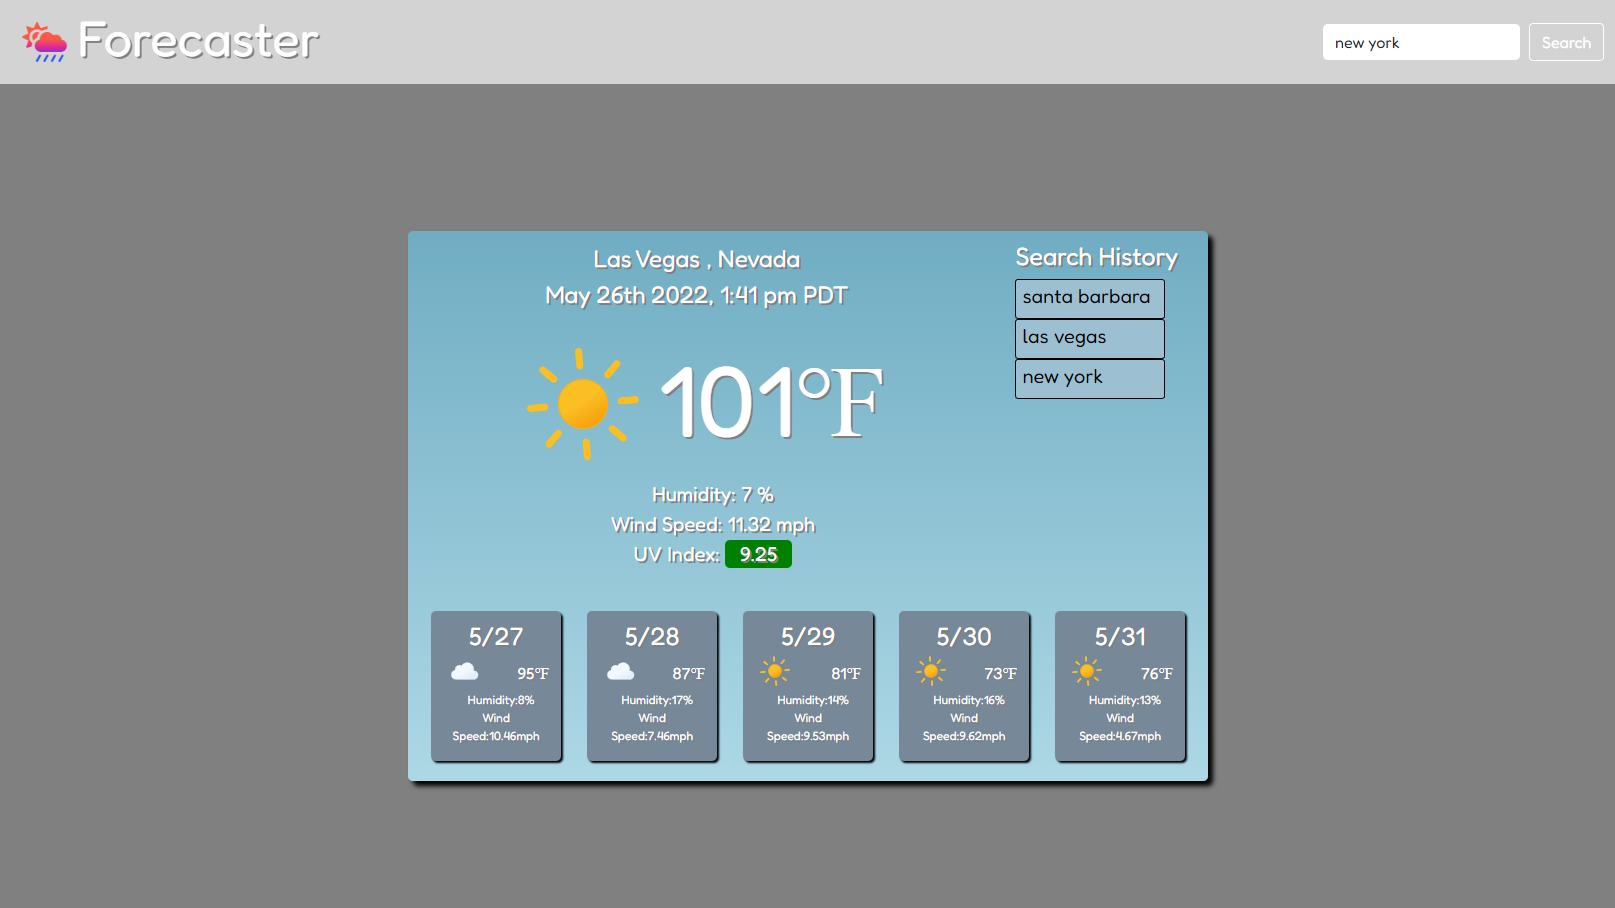 Forecaster
new york
Search
Las Vegas , Nevada
May 26th 2022, 1:41 pm PDT
101°F
Humidity: 7 %
Wind Speed: 11.32 mph
UV Index: 9.25
Search History
santa barbara
las vegas
new york
5/27
95°F
Humidity:8%
Wind
Speed:10.46mph
5/28
87°F
Humidity:17%
Wind
Speed:7.46mph
5/29
81°F
Humidity:14%
Wind
Speed:9.53mph
5/30
73°F
Humidity:16%
Wind
Speed:9.62mph
5/31
76°F
Humidity:13%
Wind
Speed:4.67mph